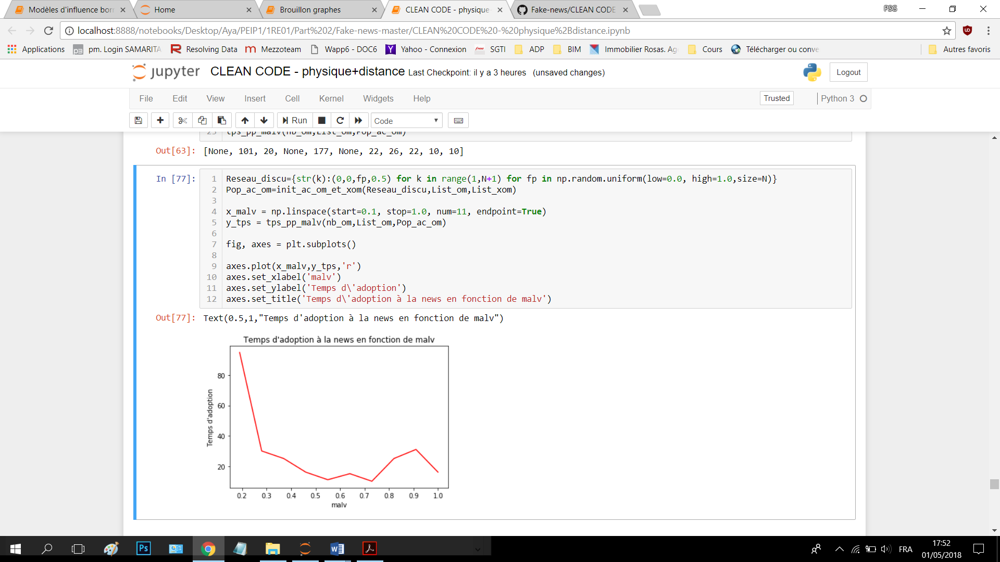 Modèles d'influence borr
Home
Brouillon graphes
CLEAN CODE - physique
Fake-news/CLEAN CODE
PSG
localhost:8888/notebooks/Desktop/Aya/PEIP1/1RE01/Part%202/Fake-news-master/CLEAN%20CODE%20-%20physique%2Bdistance.ipynb
Applications
pm. Login SAMARITA
Resolving Data
Mezzoteam
Wapp6 - DOC6
Yahoo - Connexion
free SGTI
ADP
BIM
Immobilier Rosas. Ag
Cours
Télécharger ou conve
Autres favoris
jupyter CLEAN CODE - physique+distance Last Checkpoint: il y a 3 heures (unsaved changes)
Logout
File Edit View Insert Cell Kernel Widgets Help
Trusted
Python 3
Run
Code
25 tps_pp_malv(nb_om,List_om,Pop_ac_om)
Out[63]: [None, 101, 20, None, 177, None, 22, 26, 22, 10, 10]
In [77]:
1 Reseau_discu={str(k):(0,0,fp,0.5) for k in range(1,N+1) for fp in np.random.uniform(low=0.0, high=1.0,size=N)}
2 Pop_ac_om=init_ac_om_et_xom(Reseau_discu,List_om,List_xom)
3
4 x_malv = np.linspace(start=0.1, stop=1.0, num=11, endpoint=True)
5 y_tps = tps_pp_malv(nb_om,List_om,Pop_ac_om)
6
7 fig, axes = plt.subplots()
8
9 axes.plot(x_malv,y_tps,'r')
10 axes.set_xlabel('malv')
11 axes.set_ylabel('Temps d\'adoption')
12 axes.set_title('Temps d\'adoption à la news en fonction de malv')
Out[77]: Text(0.5,1,"Temps d'adoption à la news en fonction de malv")
Temps d'adoption à la news en fonction de malv
80
60
40
20
Temps d'adoption
0.2 0.3 0.4 0.5 0.6 0.7 0.8 0.9 1.0
malv
Ps
FRA
17:52
01/05/2018